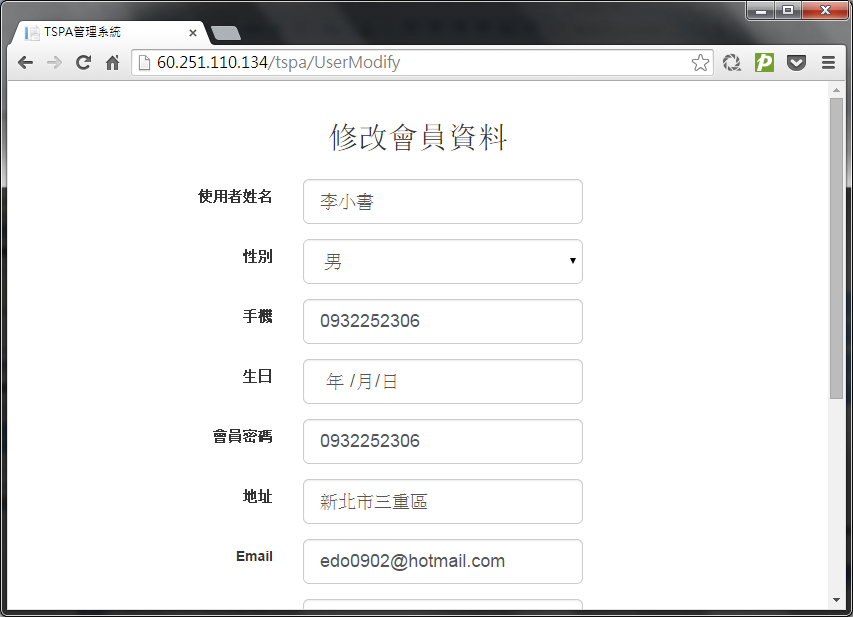 TSPA管理系統
60.251.110.134/tspa/UserModify
修改會員資料
使用者姓名 李小書
性別 男
手機 0932252306
生日 年 /月/日
會員密碼 0932252306
地址 新北市三重區
Email edo0902@hotmail.com